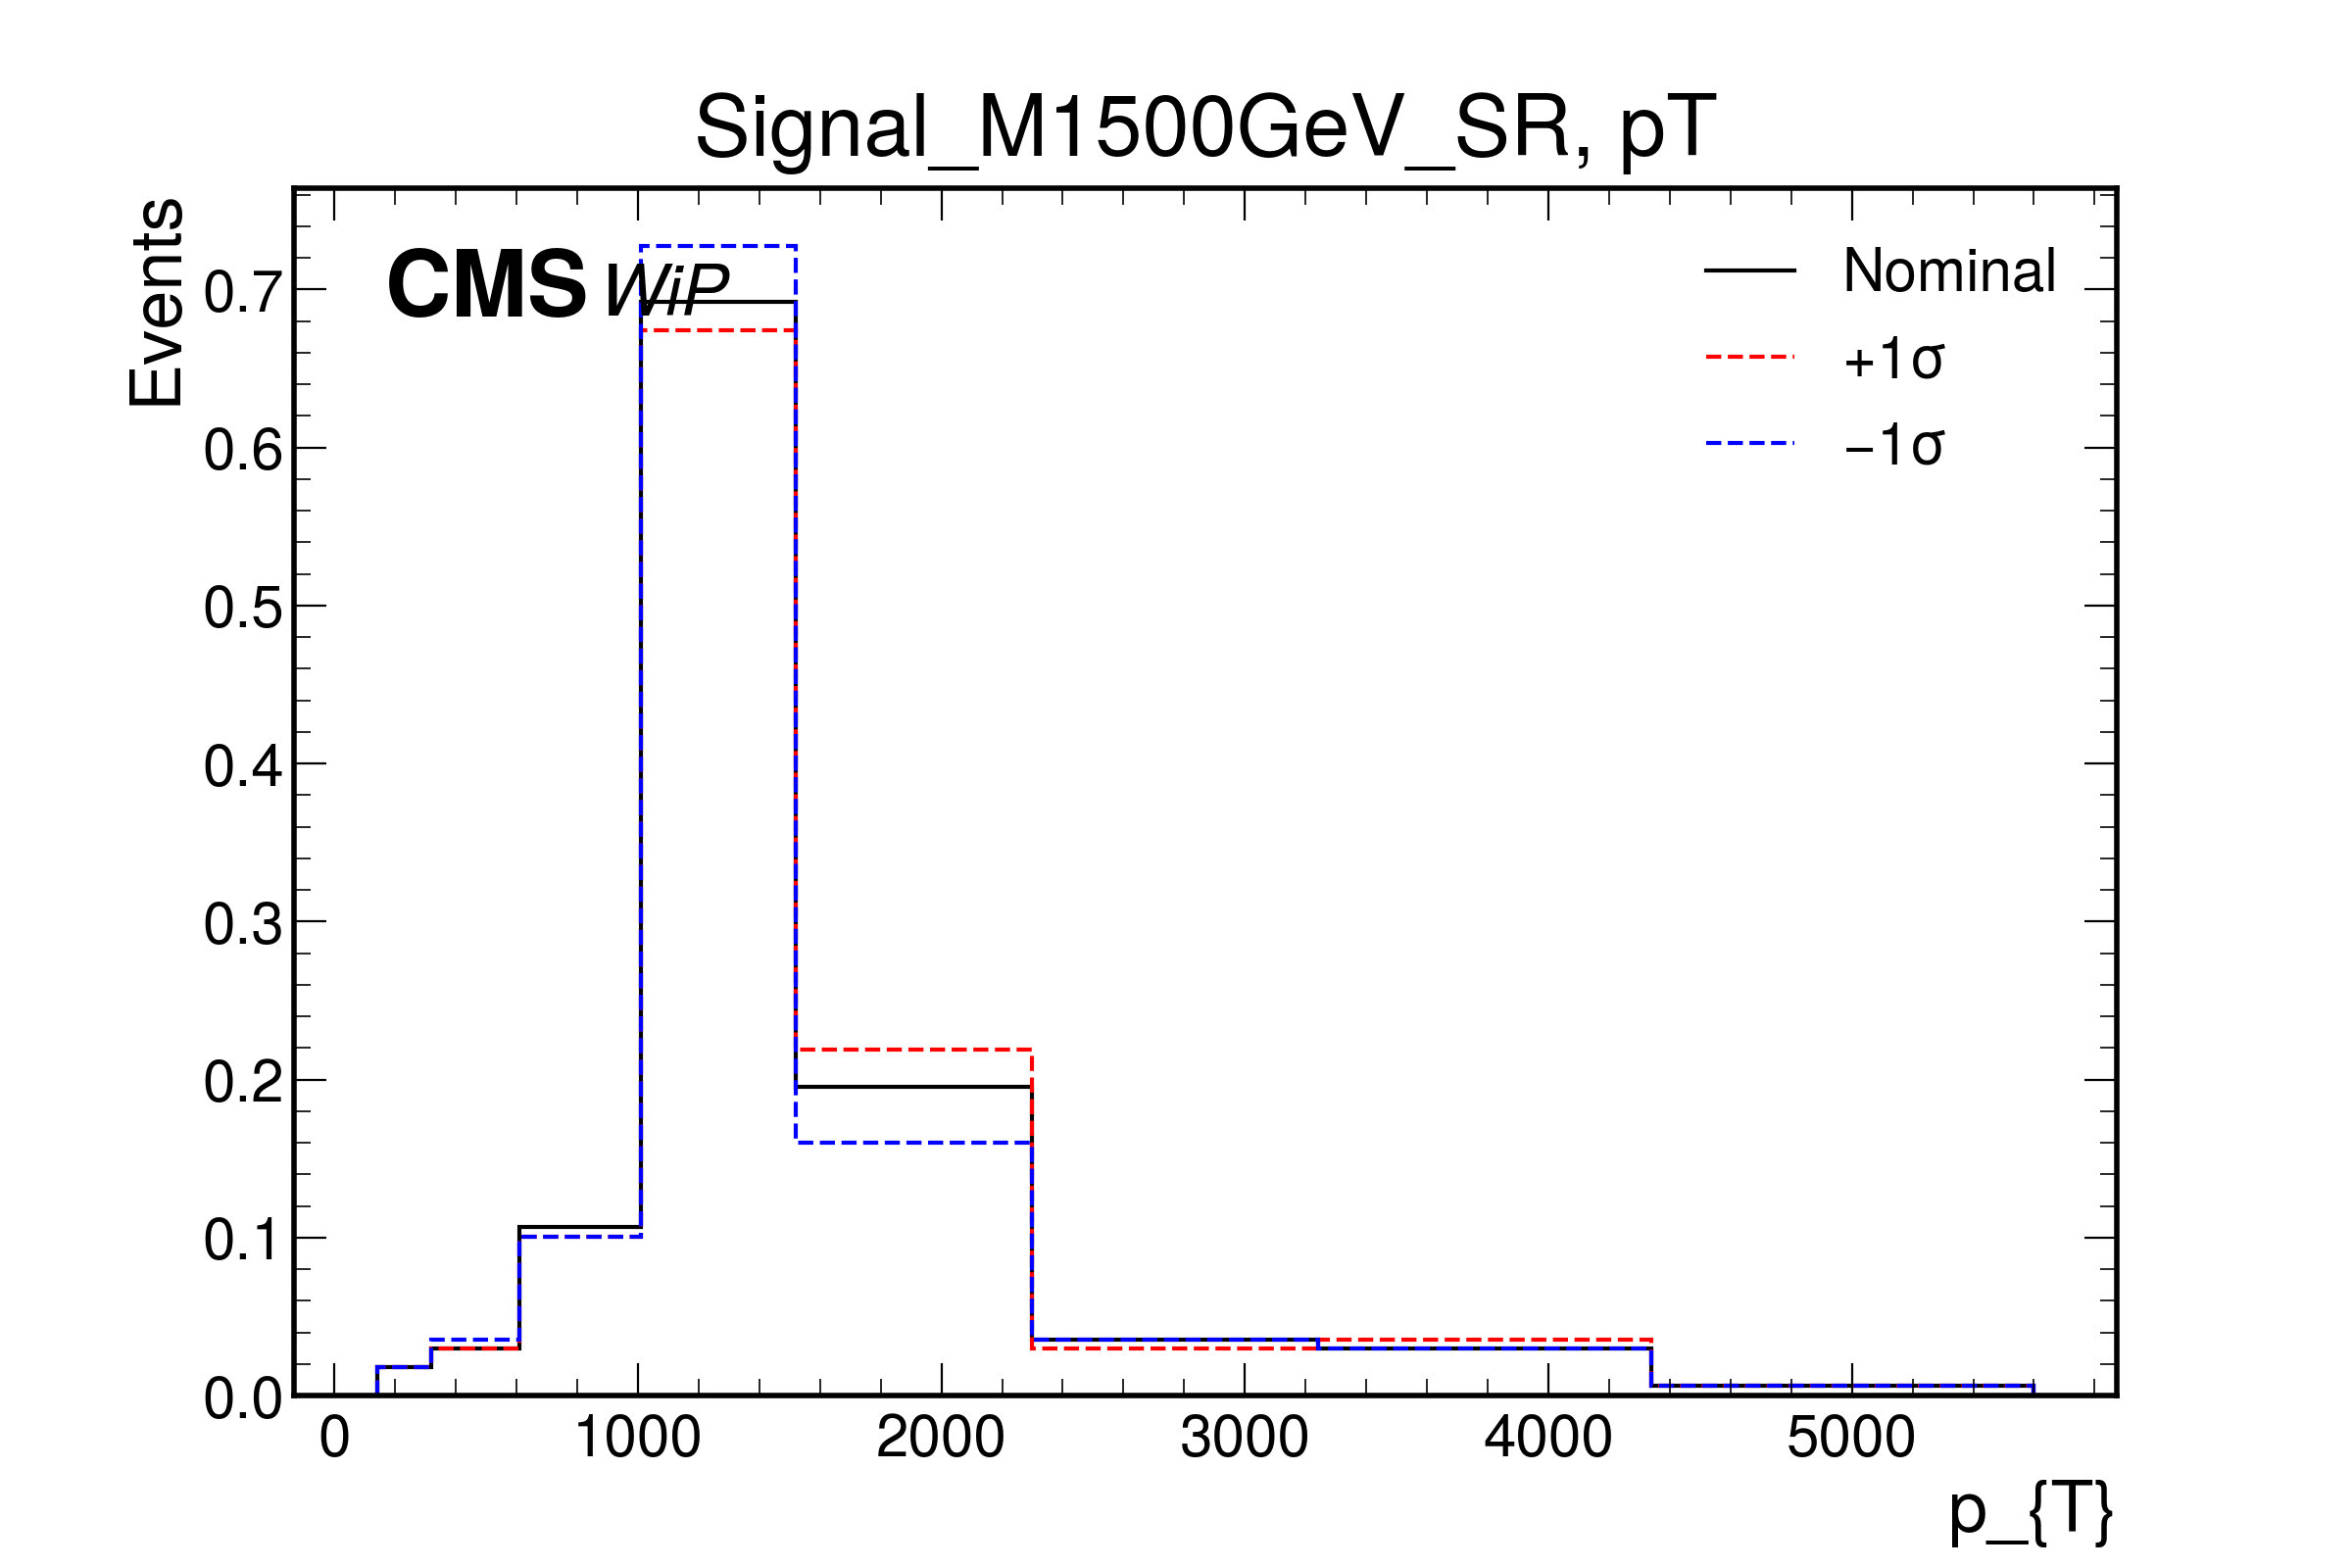 Signal_M1500GeV_SR, pT
Events
CMS WiP
Nominal
+1σ
−1σ
0.7
0.6
0.5
0.4
0.3
0.2
0.1
0.0
0 1000 2000 3000 4000 5000
p_{T}